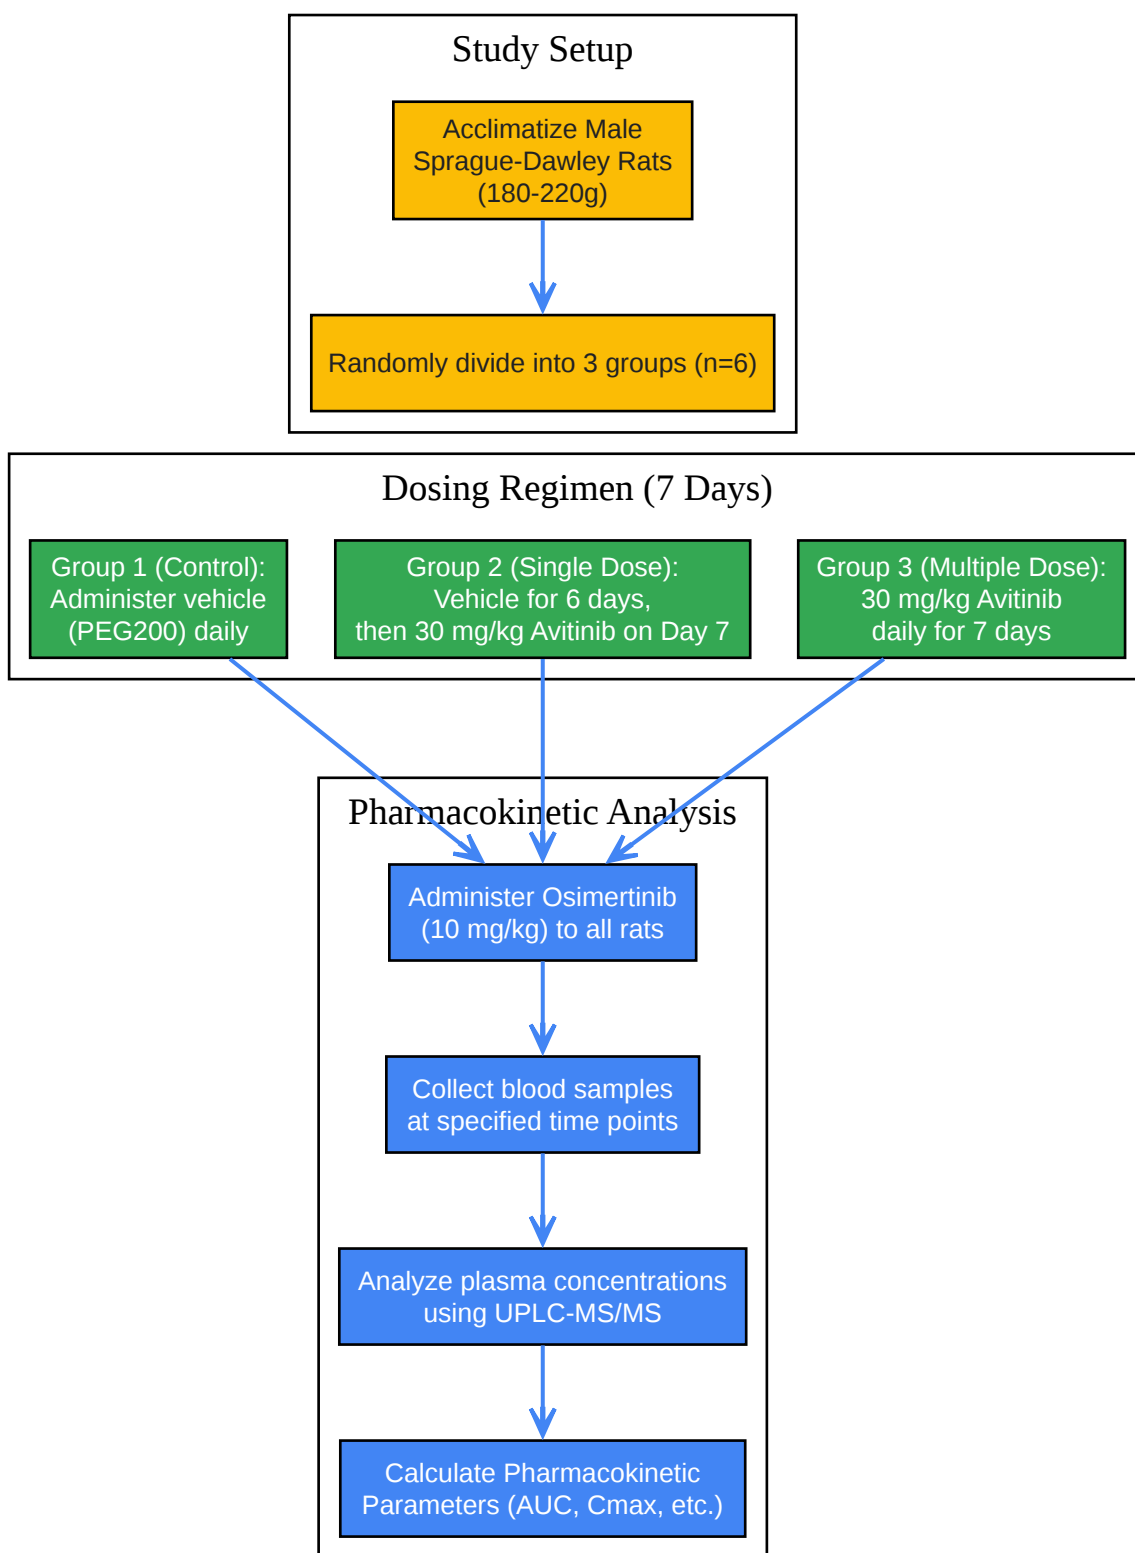 Study Setup
Acclimatize Male
Sprague-Dawley Rats
(180-220g)
Randomly divide into 3 groups (n=6)
Dosing Regimen (7 Days)
Group 1 (Control):
Administer vehicle
(PEG200) daily
Group 2 (Single Dose):
Vehicle for 6 days,
then 30 mg/kg Avitinib on Day 7
Group 3 (Multiple Dose):
30 mg/kg Avitinib
daily for 7 days
Pharmacokinetic Analysis
Administer Osimertinib
(10 mg/kg) to all rats
Collect blood samples
at specified time points
Analyze plasma concentrations
using UPLC-MS/MS
Calculate Pharmacokinetic
Parameters (AUC, Cmax, etc.)